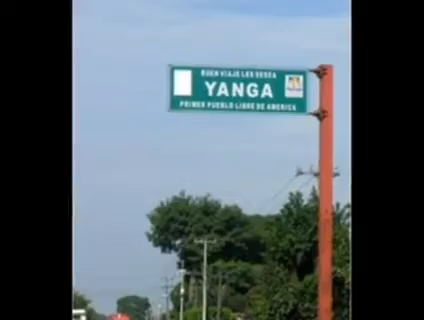 BUEN VIAJE LES DESEA
YANGA
PRIMER PUEBLO LIBRE DE AMERICA